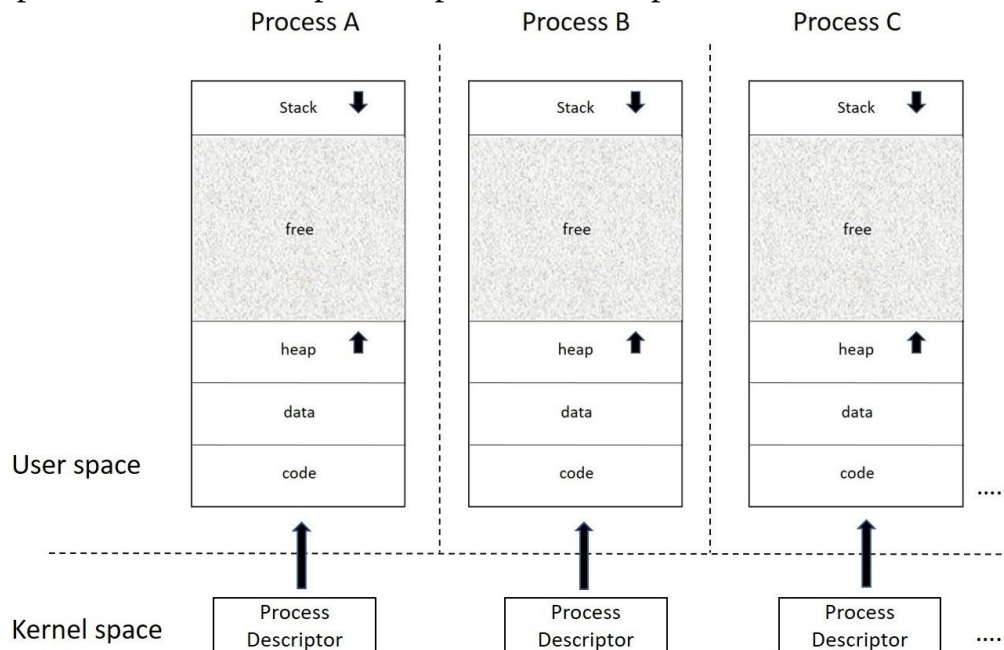 Process A
Process B
Process C
Stack
Stack
Stack
free
free
free
heap
heap
heap
data
data
data
User space
code
code
code
....
Process
Descriptor
Process
Descriptor
Process
Descriptor
Kernel space
....